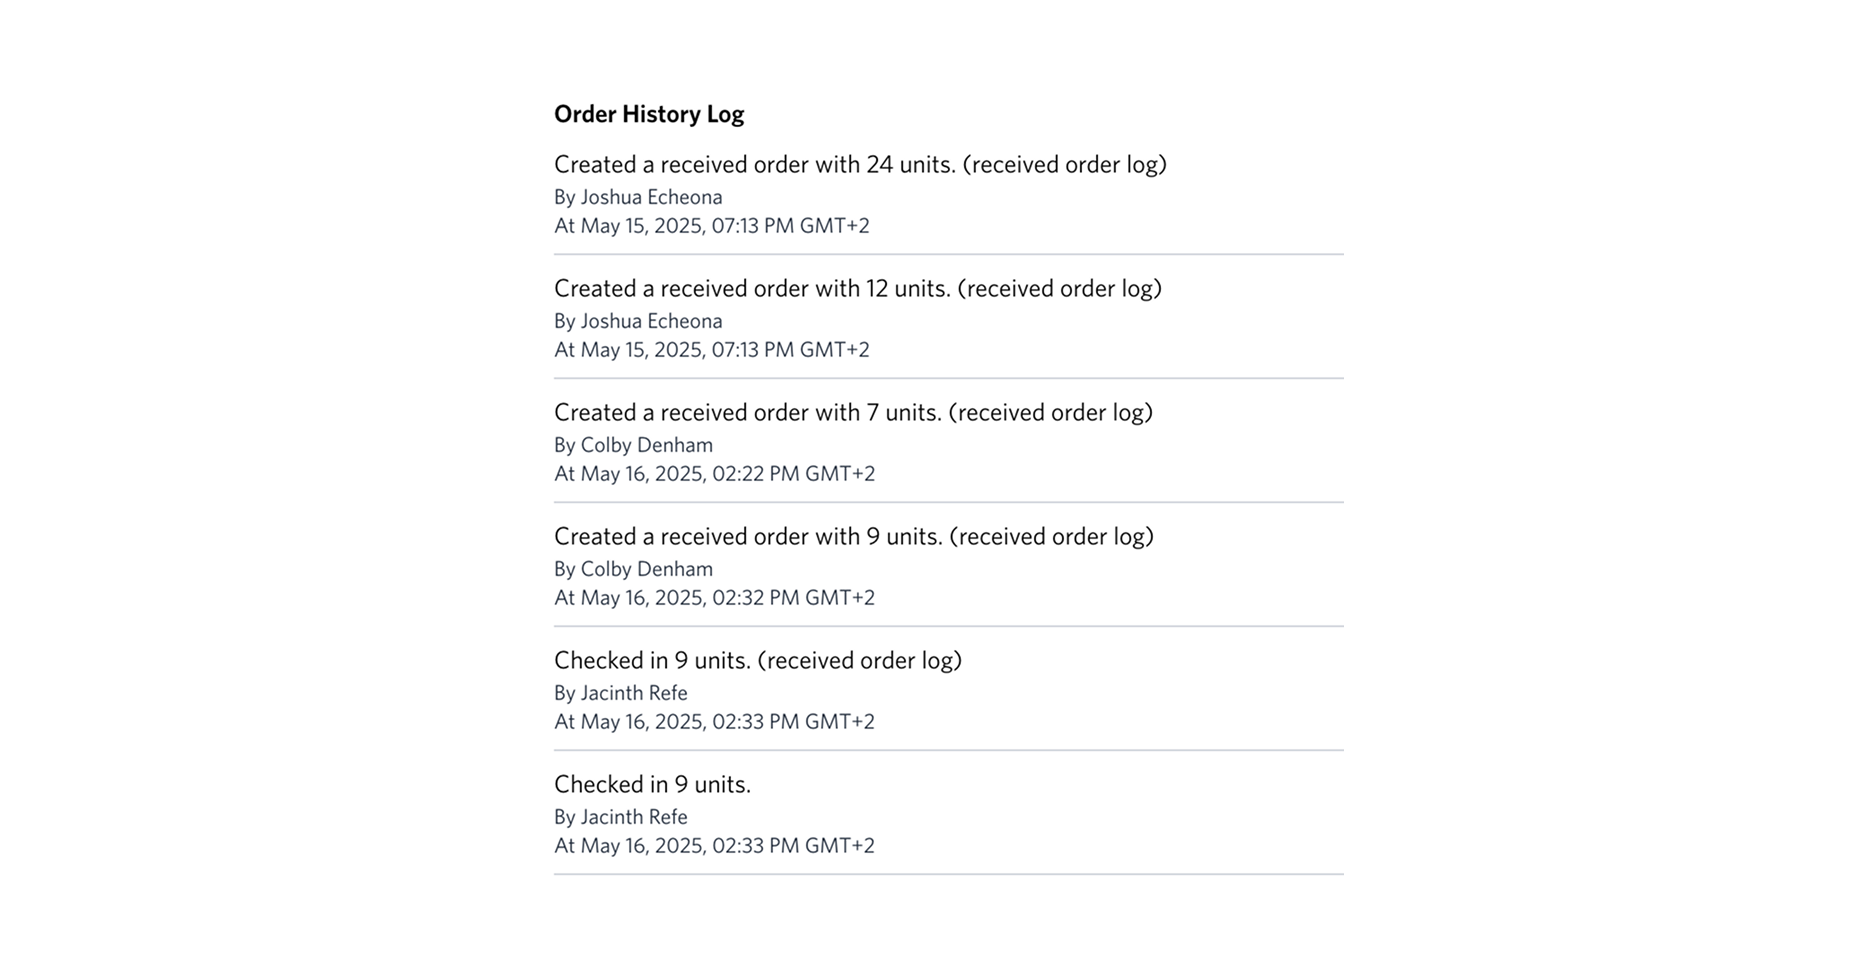 Order History Log
Created a received order with 24 units. (received order log)
By Joshua Echeona
At May 15, 2025, 07:13 PM GMT+2
Created a received order with 12 units. (received order log)
By Joshua Echeona
At May 15, 2025, 07:13 PM GMT+2
Created a received order with 7 units. (received order log)
By Colby Denham
At May 16, 2025, 02:22 PM GMT+2
Created a received order with 9 units. (received order log)
By Colby Denham
At May 16, 2025, 02:32 PM GMT+2
Checked in 9 units. (received order log)
By Jacinth Refe
At May 16, 2025, 02:33 PM GMT+2
Checked in 9 units.
By Jacinth Refe
At May 16, 2025, 02:33 PM GMT+2